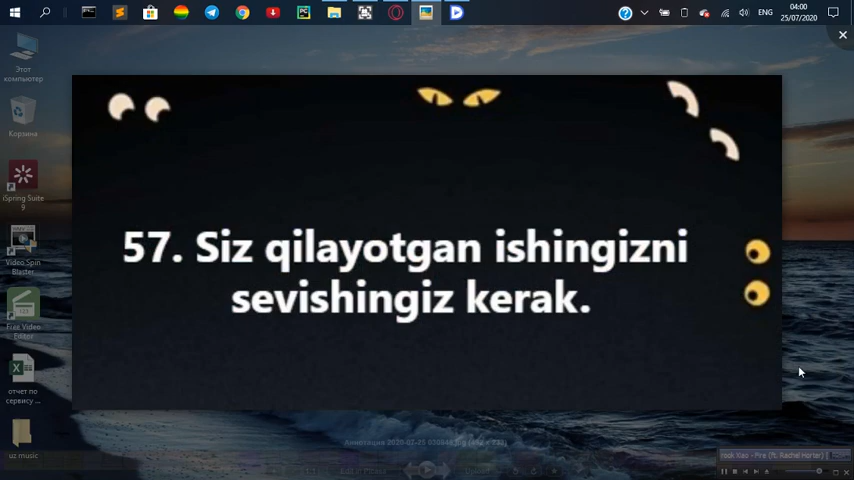 04:00
ENG
25/07/2020
Этот
компьютер
Корзина
iSpring Suite
9
Video Spin
Blaster
Free Video
Editor
отчет по
сервису ...
uz music
57. Siz qilayotgan ishingizni
sevishingiz kerak.